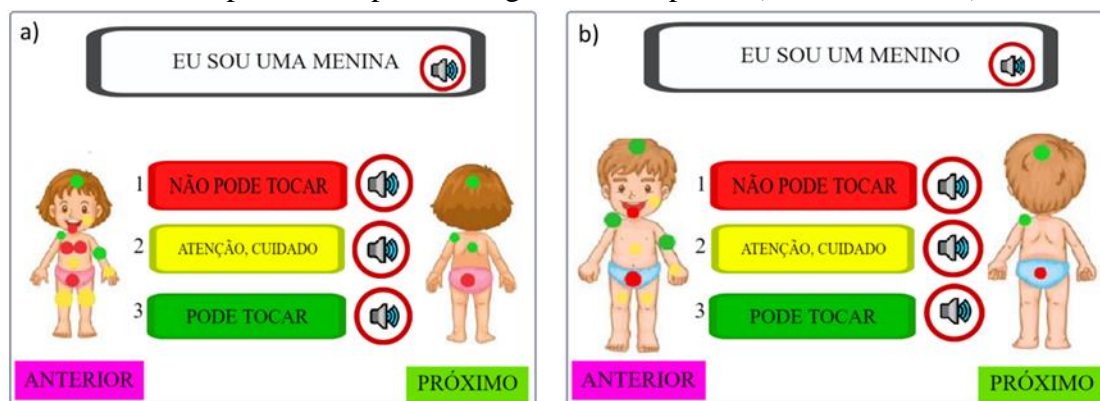 a)
EU SOU UMA MENINA
1 NÃO PODE TOCAR
2 ATENÇÃO, CUIDADO
3 PODE TOCAR
ANTERIOR
PRÓXIMO
b)
EU SOU UM MENINO
1 NÃO PODE TOCAR
2 ATENÇÃO, CUIDADO
3 PODE TOCAR
ANTERIOR
PRÓXIMO